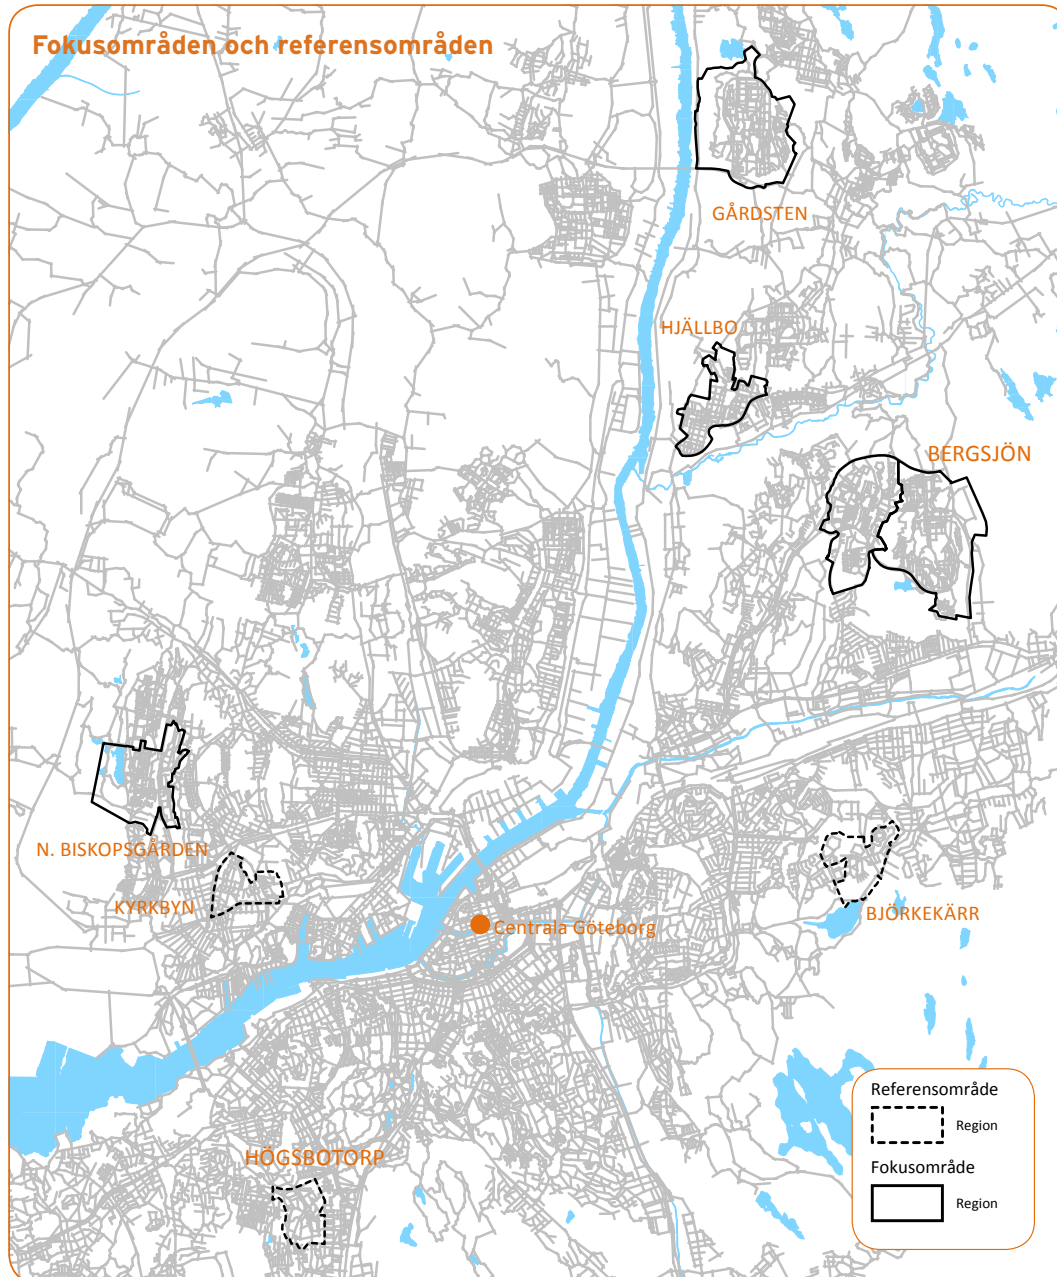 Fokusområden och referensområden
GÅRDSTEN
HJÄLLBO
BERGSJÖN
N. BISKOPSGÅRDEN
KYRKBYN
BJÖRKEKÄRR
Centrala Göteborg
HÖGSBOTORP
Referensområde
Region
Fokusområde
Region